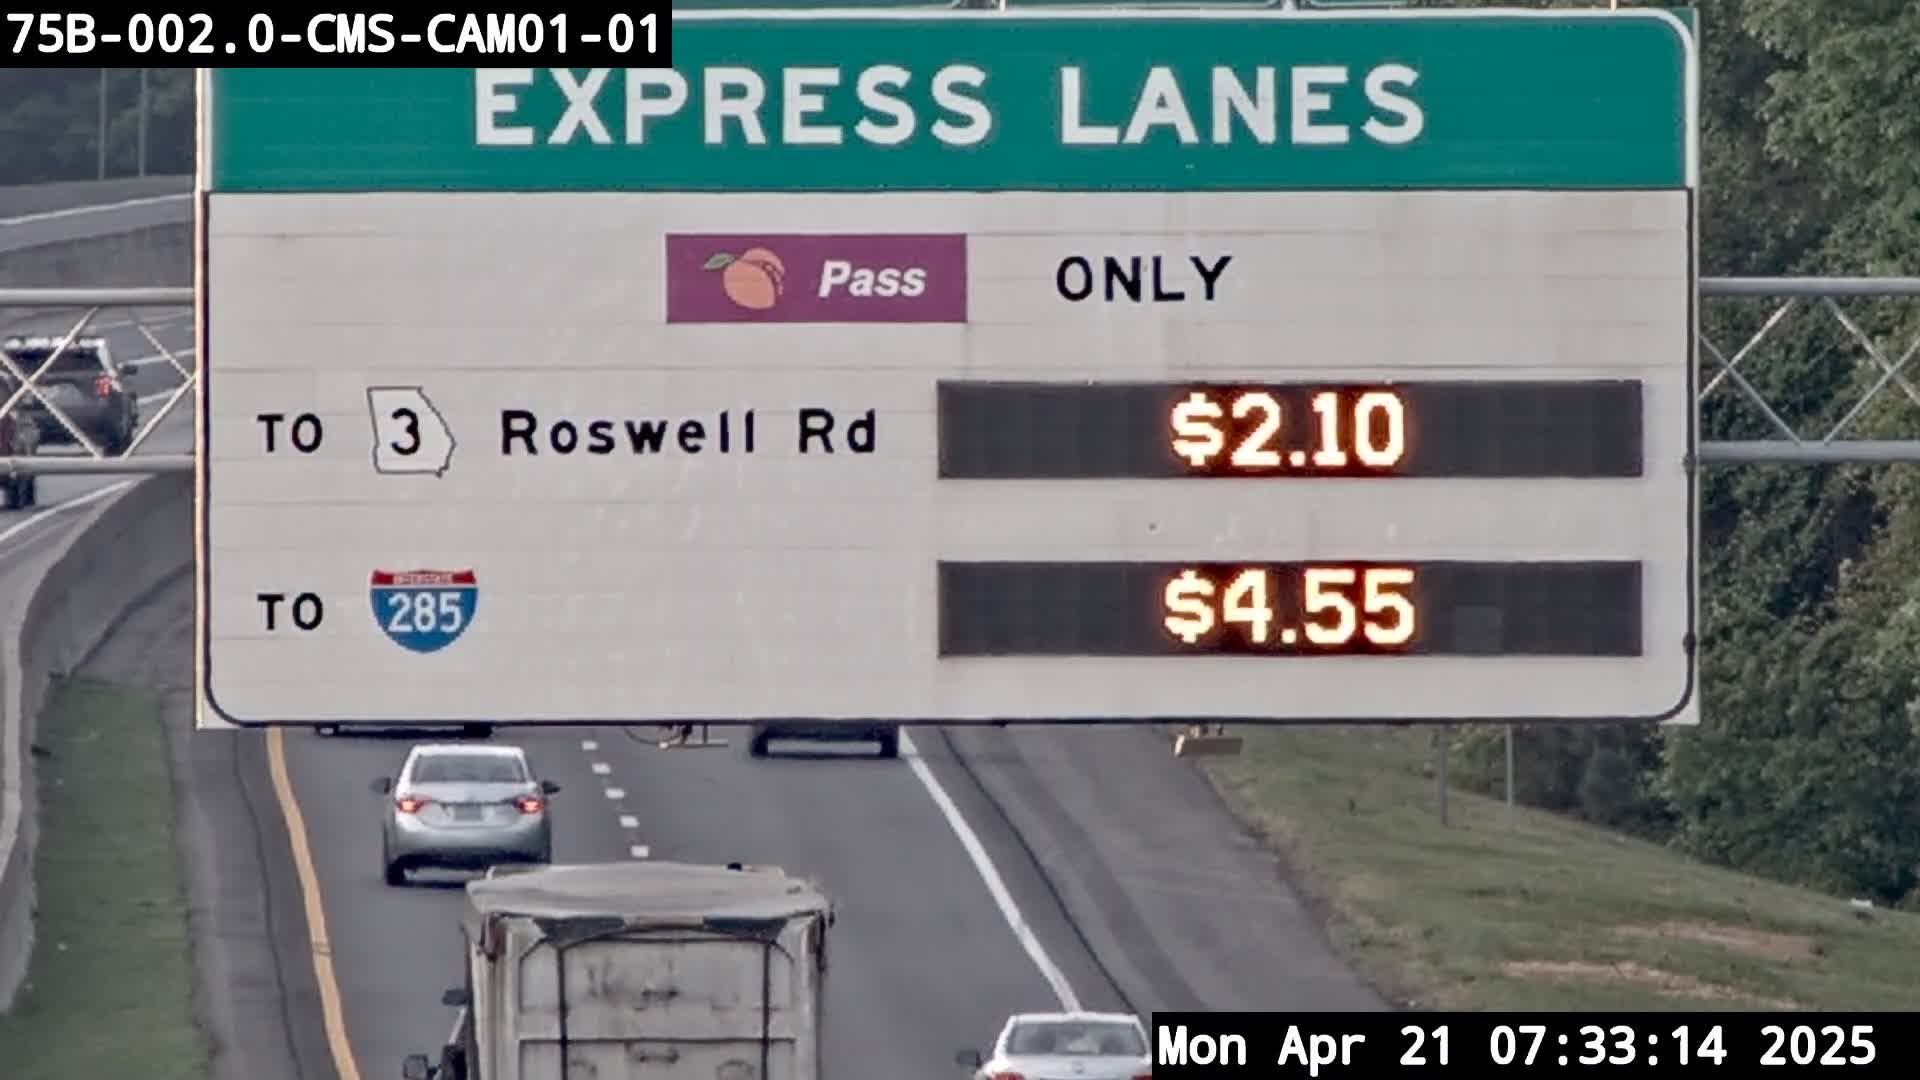 75B-002.0-CMS-CAM01-01
EXPRESS LANES
Pass ONLY
TO 3 Roswell Rd $2.10
TO 285 $4.55
Mon Apr 21 07:33:14 2025